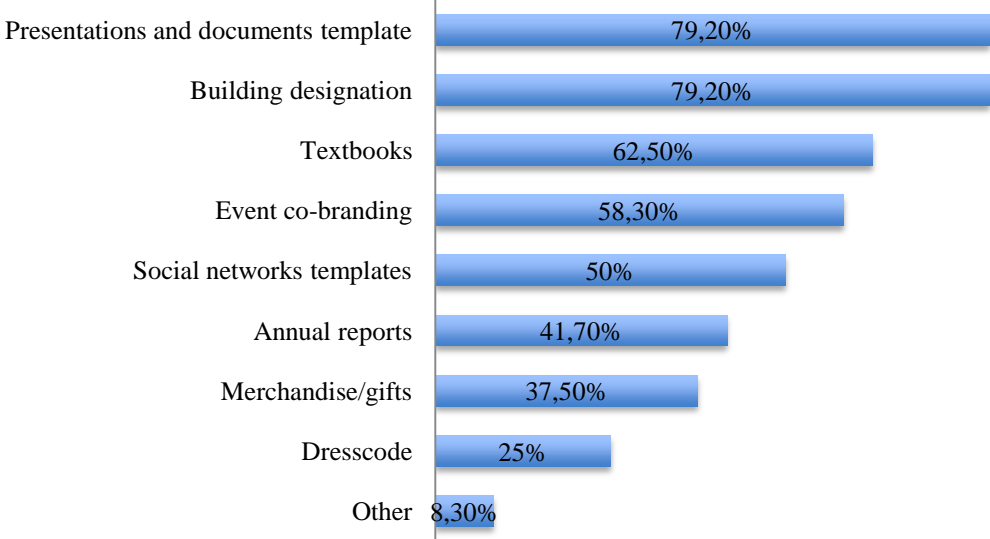 Presentations and documents template 79,20%
Building designation 79,20%
Textbooks 62,50%
Event co-branding 58,30%
Social networks templates 50%
Annual reports 41,70%
Merchandise/gifts 37,50%
Dresscode 25%
Other 8,30%